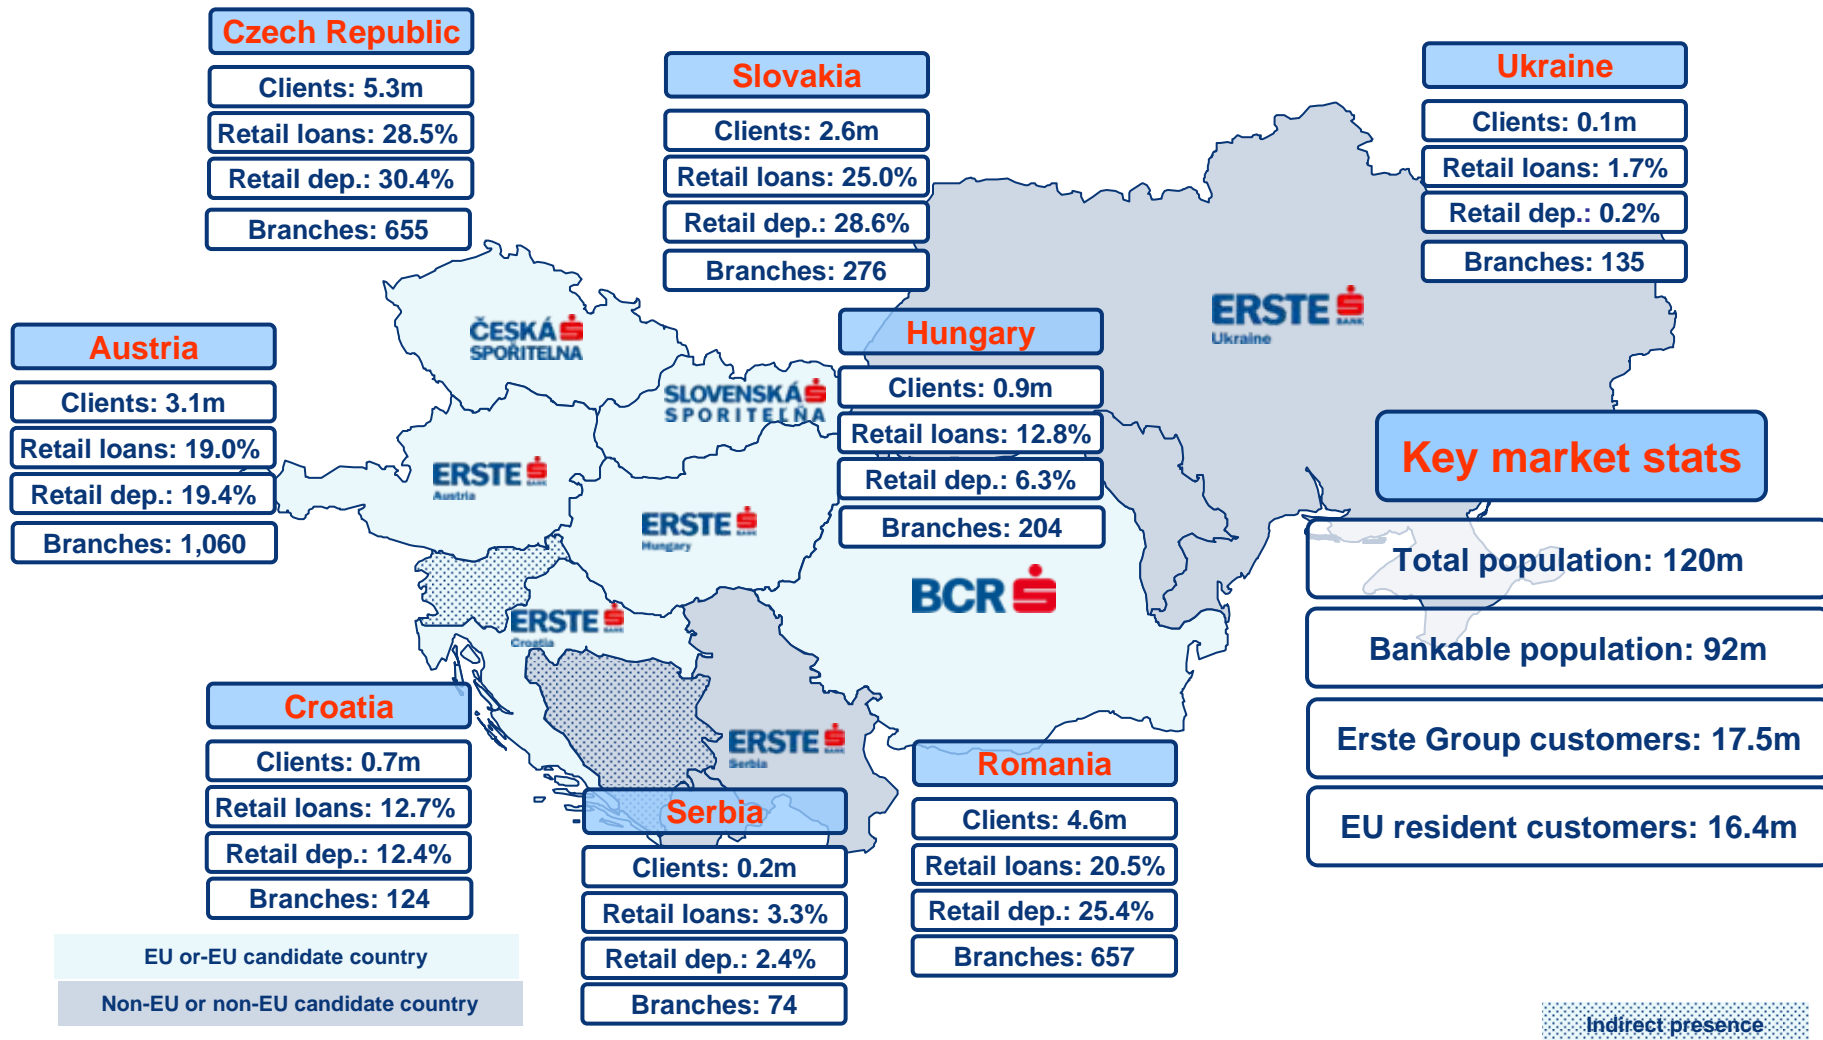 Czech Republic
Clients: 5.3m
Retail loans: 28.5%
Retail dep.: 30.4%
Branches: 655
Slovakia
Clients: 2.6m
Retail loans: 25.0%
Retail dep.: 28.6%
Branches: 276
Ukraine
Clients: 0.1m
Retail loans: 1.7%
Retail dep.: 0.2%
Branches: 135
Austria
Clients: 3.1m
Retail loans: 19.0%
Retail dep.: 19.4%
Branches: 1,060
Hungary
Clients: 0.9m
Retail loans: 12.8%
Retail dep.: 6.3%
Branches: 204
ČESKÁ
SPOŘITELNA
SLOVENSKÁ
SPORITEĽŇA
ERSTE
BANK
Ukraine
ERSTE
BANK
Austria
ERSTE
BANK
Hungary
BCR
ERSTE
BANK
Croatia
ERSTE
BANK
Serbia
Key market stats
Total population: 120m
Bankable population: 92m
Erste Group customers: 17.5m
EU resident customers: 16.4m
Croatia
Clients: 0.7m
Retail loans: 12.7%
Retail dep.: 12.4%
Branches: 124
Serbia
Clients: 0.2m
Retail loans: 3.3%
Retail dep.: 2.4%
Branches: 74
Romania
Clients: 4.6m
Retail loans: 20.5%
Retail dep.: 25.4%
Branches: 657
EU or-EU candidate country
Non-EU or non-EU candidate country
Indirect presence